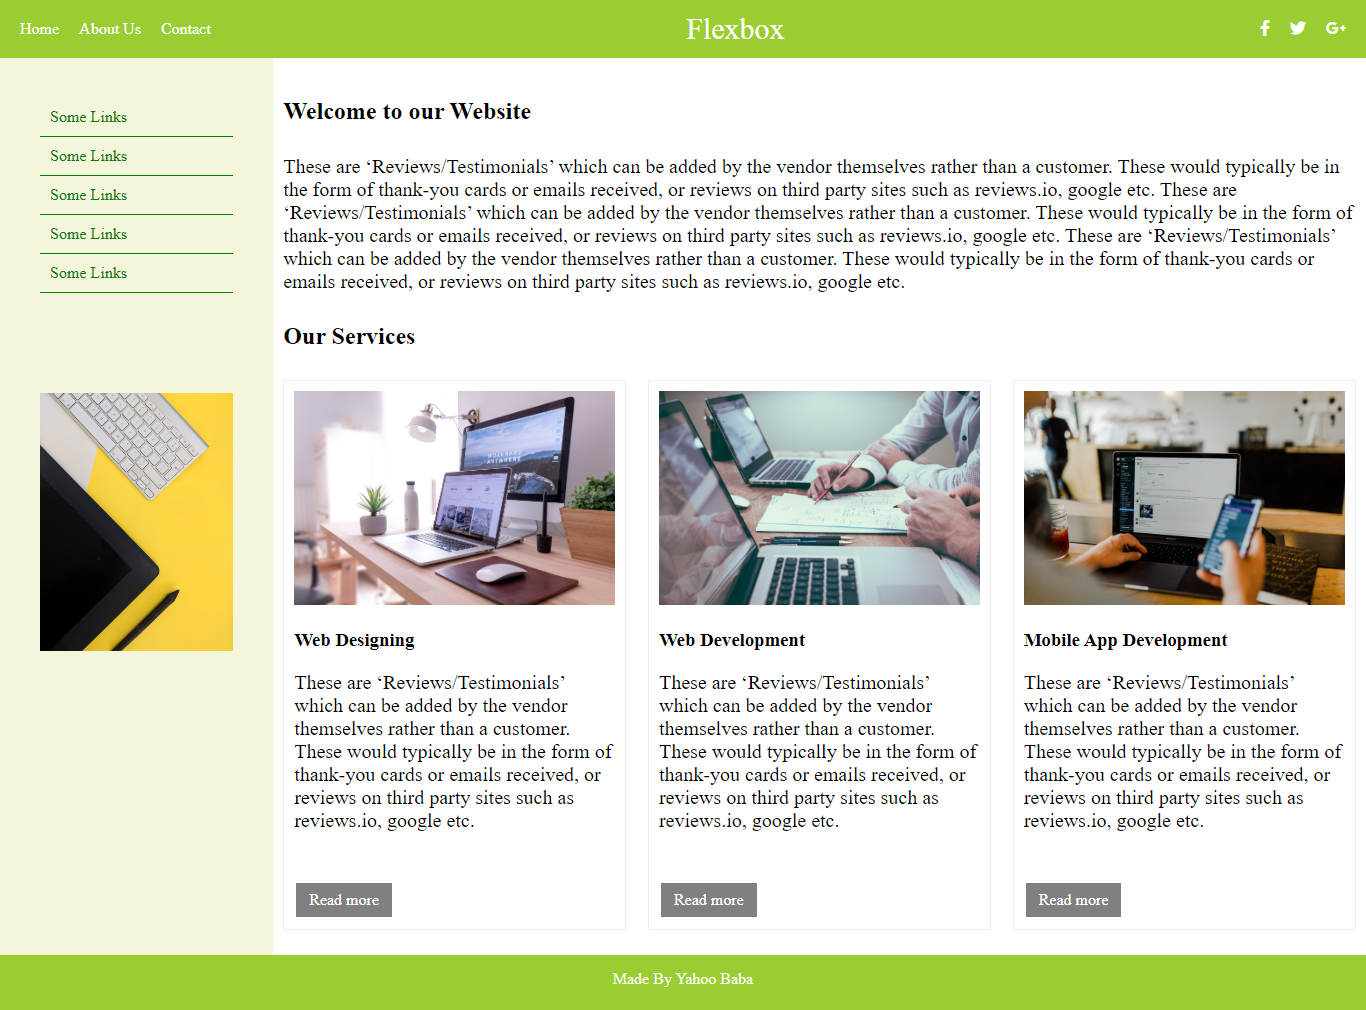 Home About Us Contact
Flexbox
Some Links
Some Links
Some Links
Some Links
Some Links
Welcome to our Website
These are ‘Reviews/Testimonials’ which can be added by the vendor themselves rather than a customer. These would typically be in
the form of thank-you cards or emails received, or reviews on third party sites such as reviews.io, google etc. These are
‘Reviews/Testimonials’ which can be added by the vendor themselves rather than a customer. These would typically be in the form of
thank-you cards or emails received, or reviews on third party sites such as reviews.io, google etc. These are ‘Reviews/Testimonials’
which can be added by the vendor themselves rather than a customer. These would typically be in the form of thank-you cards or
emails received, or reviews on third party sites such as reviews.io, google etc.
Our Services
Web Designing
These are ‘Reviews/Testimonials’
which can be added by the vendor
themselves rather than a customer.
These would typically be in the form of
thank-you cards or emails received, or
reviews on third party sites such as
reviews.io, google etc.
Read more
Web Development
These are ‘Reviews/Testimonials’
which can be added by the vendor
themselves rather than a customer.
These would typically be in the form of
thank-you cards or emails received, or
reviews on third party sites such as
reviews.io, google etc.
Read more
Mobile App Development
These are ‘Reviews/Testimonials’
which can be added by the vendor
themselves rather than a customer.
These would typically be in the form of
thank-you cards or emails received, or
reviews on third party sites such as
reviews.io, google etc.
Read more
Made By Yahoo Baba